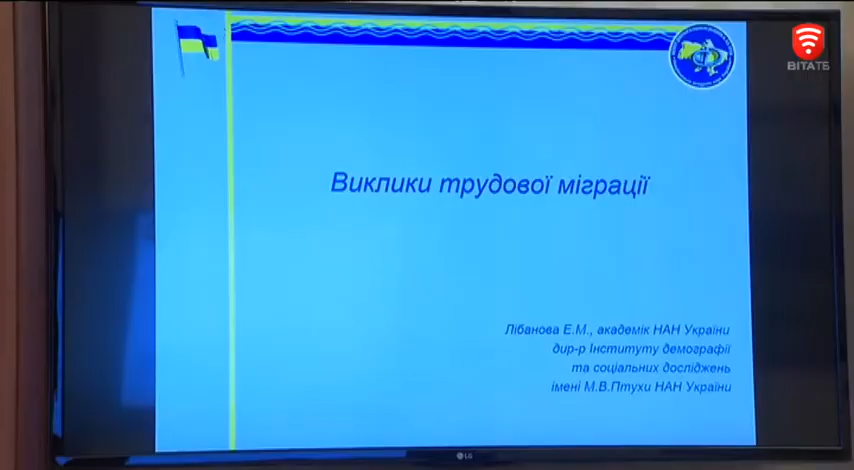 ВІТАТБ
Виклики трудової міграції
Лібанова Е.М., академік НАН України
дир-р Інституту демографії
та соціальних досліджень
імені М.В.Птухи НАН України
LG